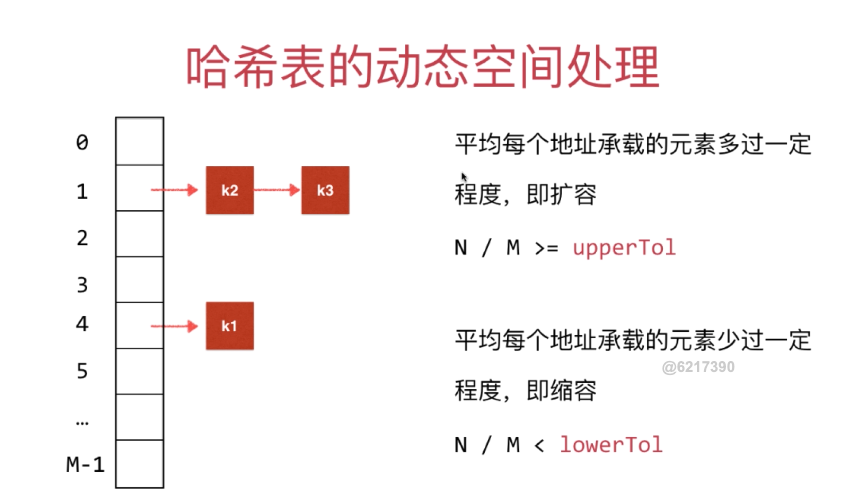 哈希表的动态空间处理
0
1
k2
k3
2
3
4
k1
5
…
M-1
平均每个地址承载的元素多过一定
程度，即扩容
N / M >= upperTol
平均每个地址承载的元素少过一定
@6217390
程度，即缩容
N / M < lowerTol